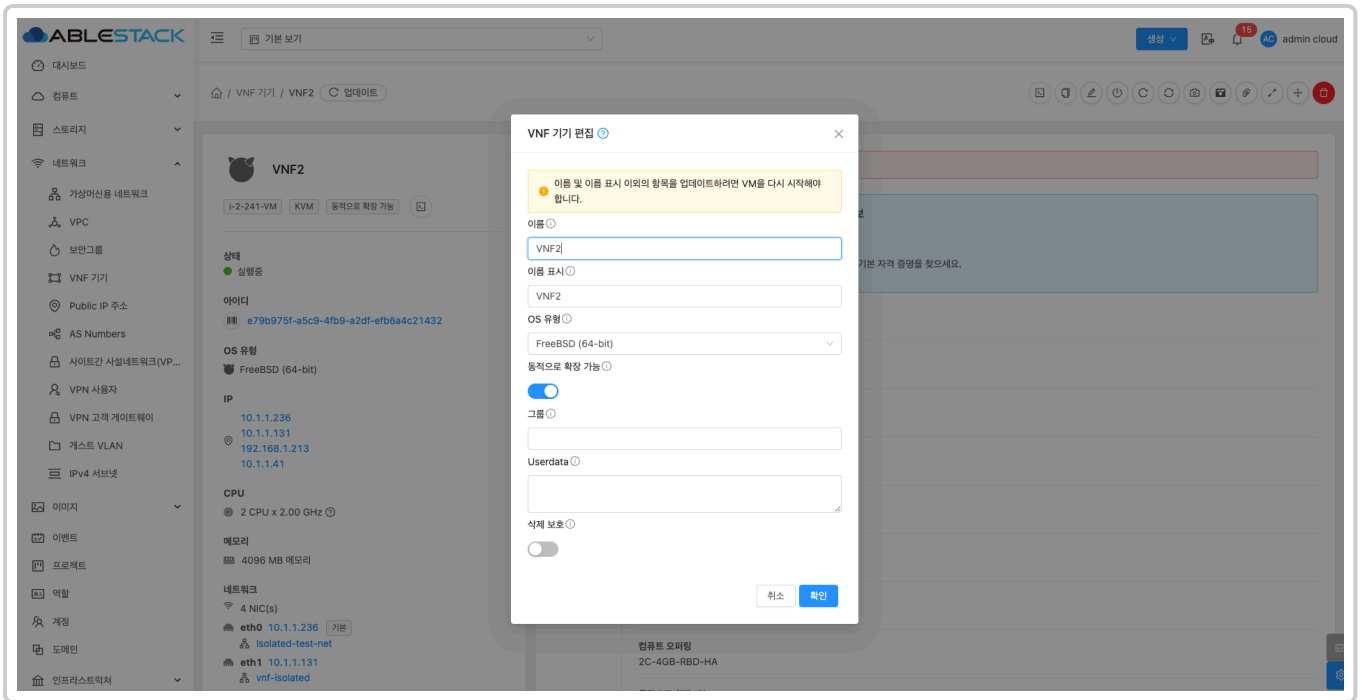 ABLESTACK
기본 보기
생성
15
AC
admin cloud
대시보드
컴퓨트
스토리지
네트워크
가상머신용 네트워크
VPC
보안그룹
VNF 기기
Public IP 주소
AS Numbers
사이트간 사설네트워크(VP...
VPN 사용자
VPN 고객 게이트웨이
게스트 VLAN
IPv4 서브넷
이미지
이벤트
프로젝트
역할
계정
도메인
인프라스트럭쳐
/ VNF 기기 / VNF2
업데이트
VNF2
i-2-241-VM
KVM
동적으로 확장 가능
상태
실행중
아이디
e79b975f-a5c9-4fb9-a2df-efb6a4c21432
OS 유형
FreeBSD (64-bit)
IP
10.1.1.236
10.1.1.131
192.168.1.213
10.1.1.41
CPU
2 CPU x 2.00 GHz
메모리
4096 MB 메모리
네트워크
4 NIC(s)
eth0 10.1.1.236 기본
isolated-test-net
eth1 10.1.1.131
vnf-isolated
VNF 기기 편집
이름 및 이름 표시 이외의 항목을 업데이트하려면 VM을 다시 시작해야
합니다.
이름
VNF2
이름 표시
VNF2
OS 유형
FreeBSD (64-bit)
동적으로 확장 가능
그룹
Userdata
삭제 보호
취소
확인
기본 자격 증명을 찾으세요.
컴퓨트 오퍼링
2C-4GB-RBD-HA